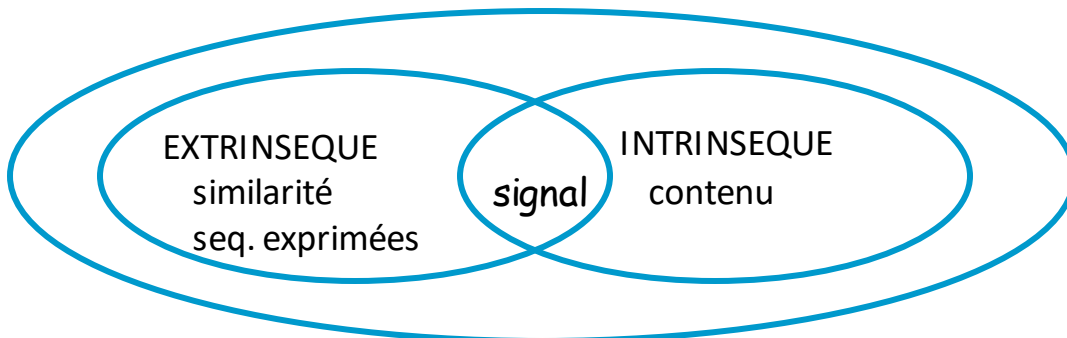 EXTRINSEQUE
similarité
seq. exprimées
signal
INTRINSEQUE
contenu